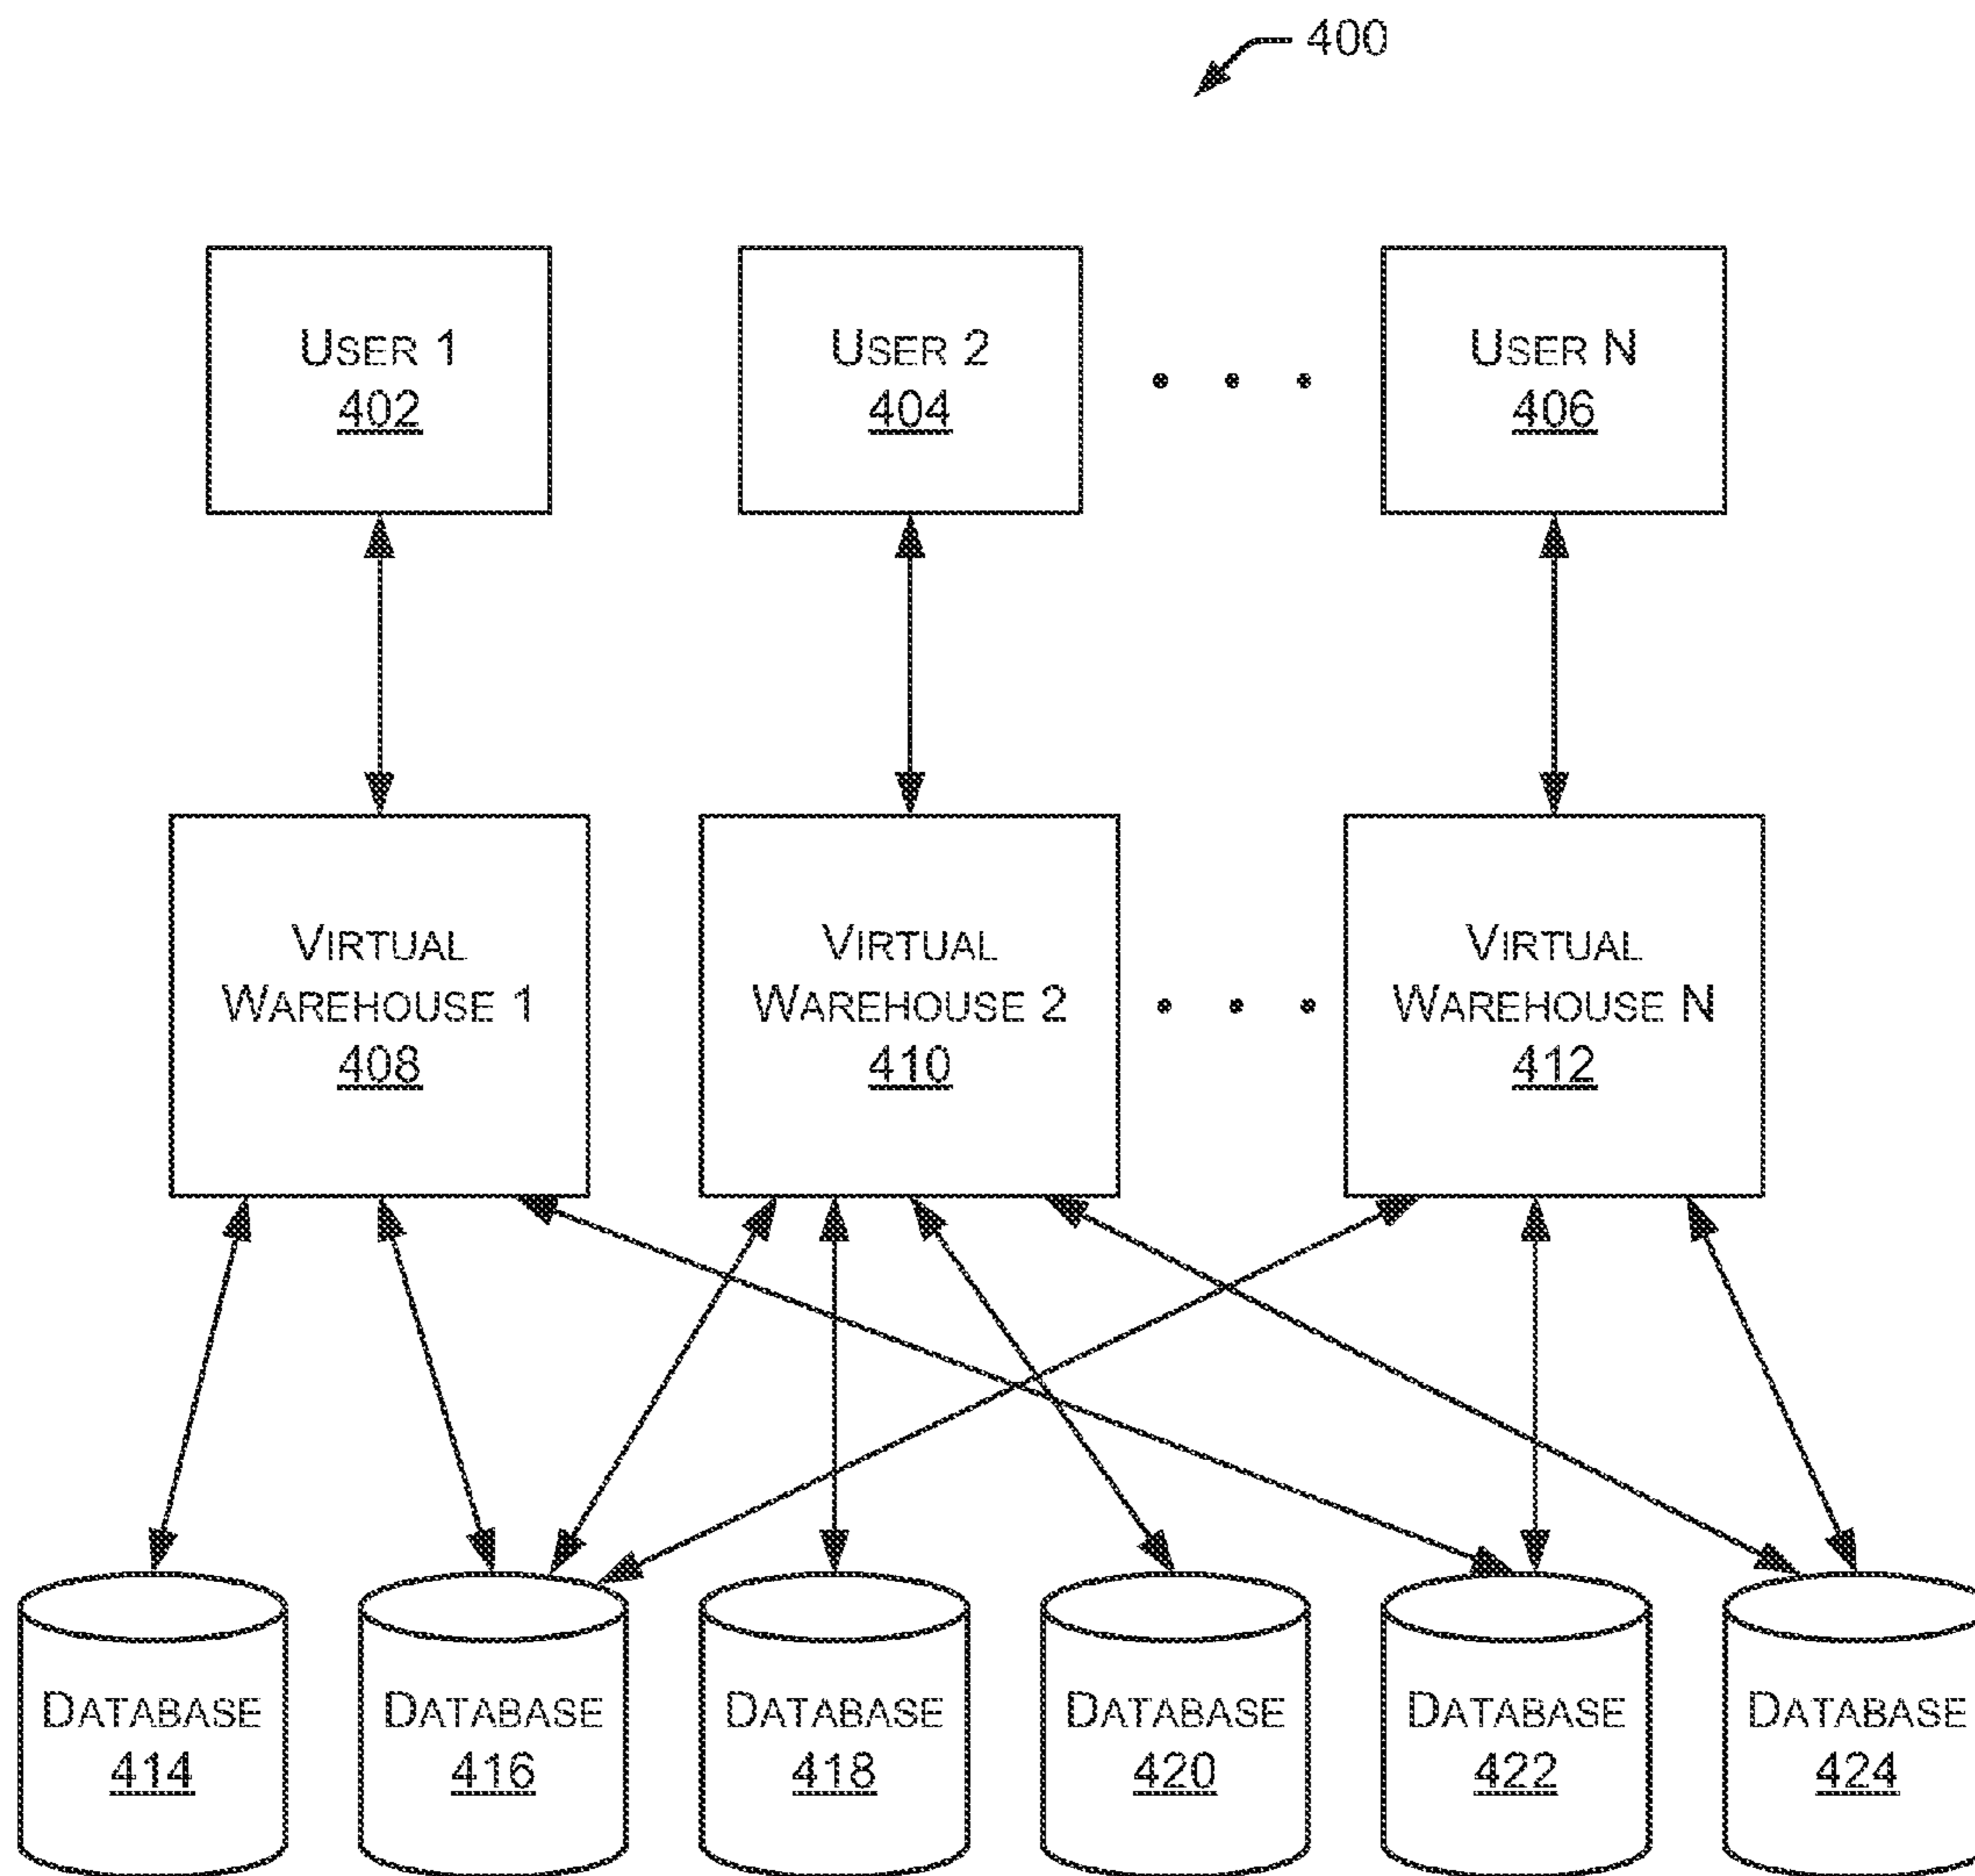 400
USER 1
402
USER 2
404
USER N
406
VIRTUAL
WAREHOUSE 1
408
VIRTUAL
WAREHOUSE 2
410
VIRTUAL
WAREHOUSE N
412
DATABASE
414
DATABASE
416
DATABASE
418
DATABASE
420
DATABASE
422
DATABASE
424